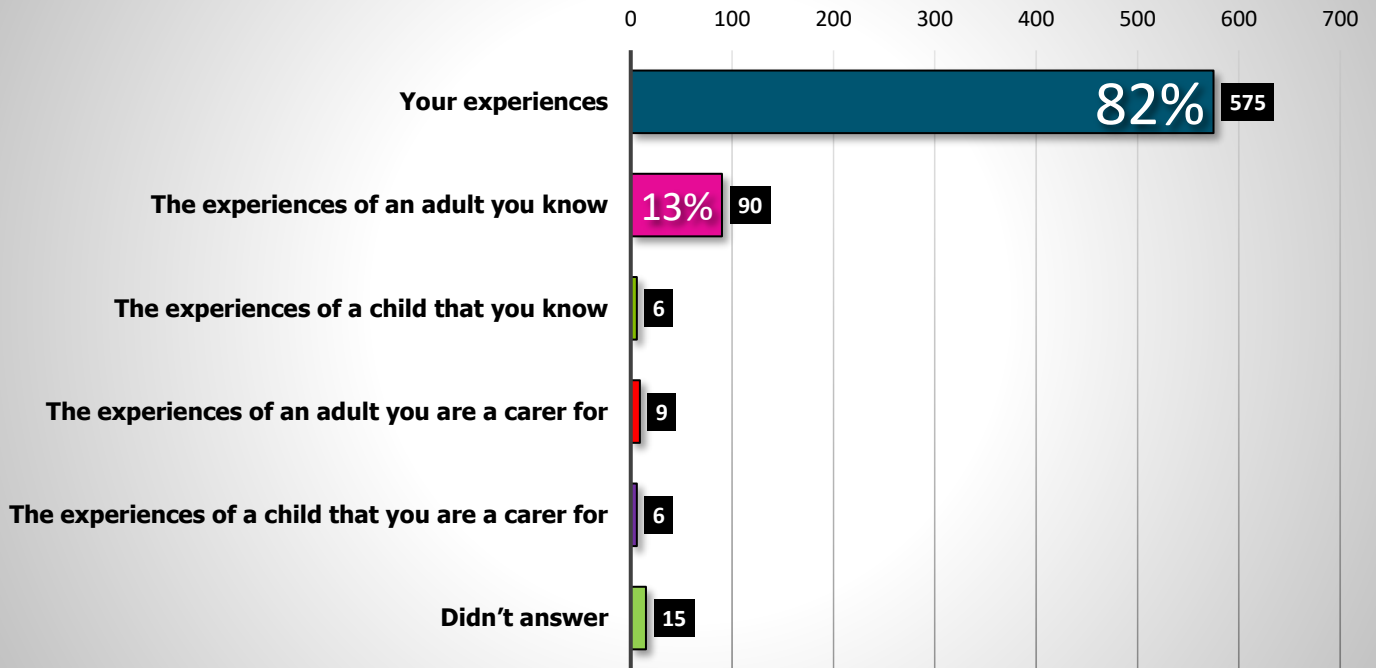 0 100 200 300 400 500 600 700
Your experiences 82% 575
The experiences of an adult you know 13% 90
The experiences of a child that you know 6
The experiences of an adult you are a carer for 9
The experiences of a child that you are a carer for 6
Didn’t answer 15